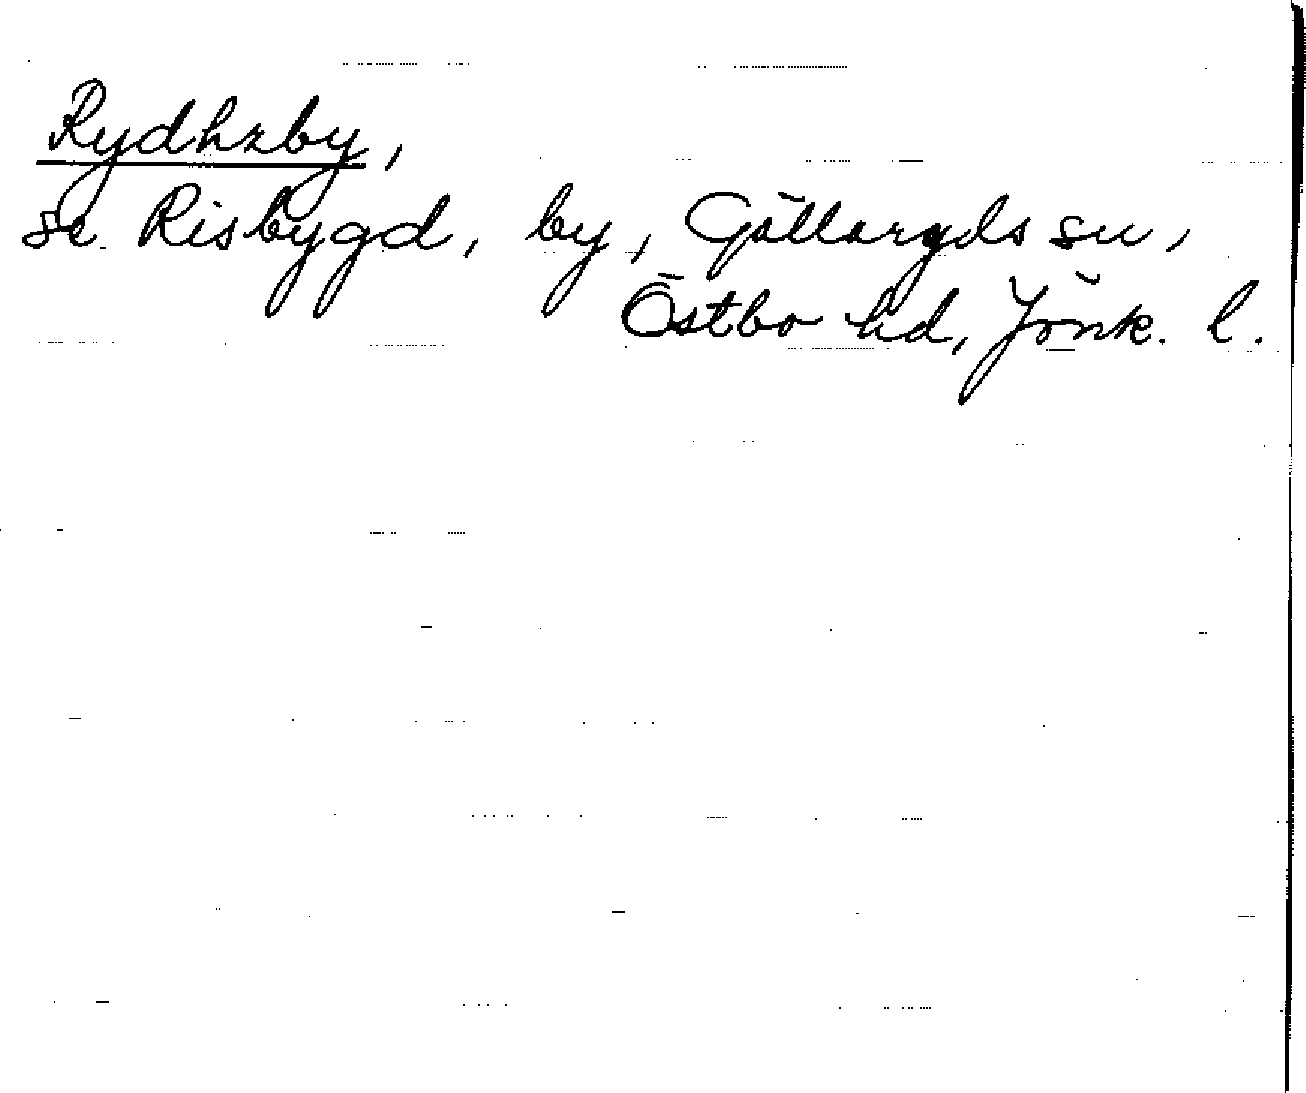 Rydhzby,
se Risbygd, by, Gällaryds sn,
Östbo hd, Jönk. l.